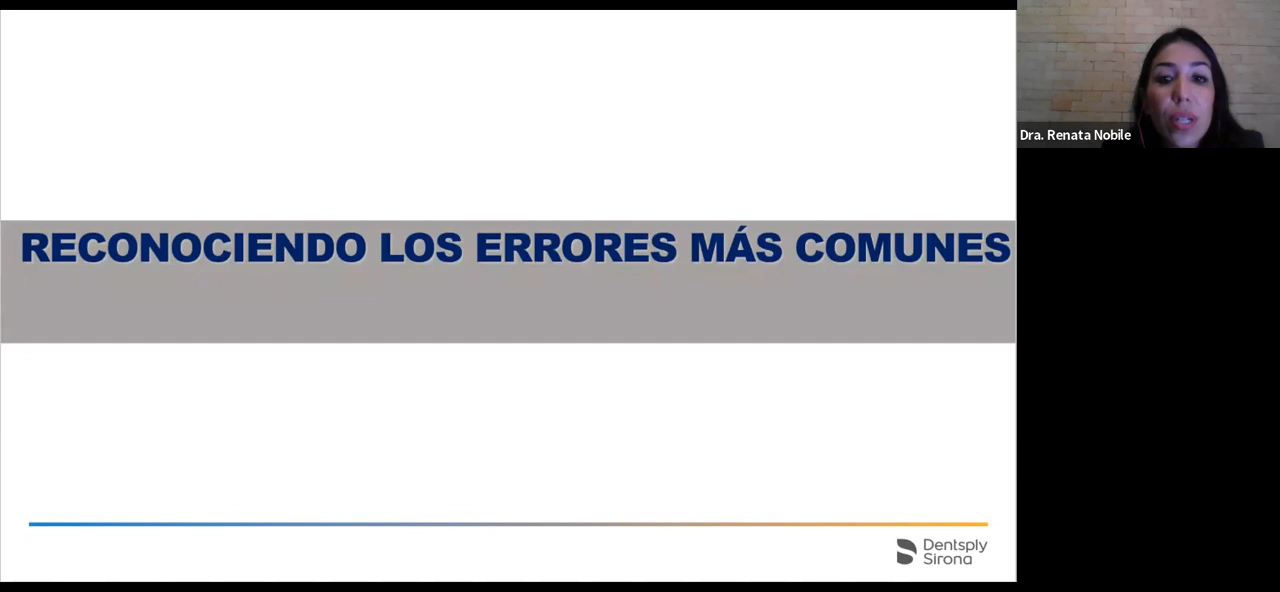 RECONOCIENDO LOS ERRORES MÁS COMUNES
Dra. Renata Nobile
Dentsply
Sirona